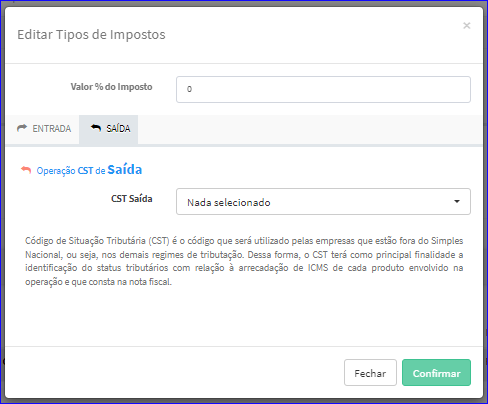 Editar Tipos de Impostos
×
Valor % do Imposto
0
ENTRADA
SAÍDA
Operação CST de Saída
CST Saída
Nada selecionado
Código de Situação Tributária (CST) é o código que será utilizado pelas empresas que estão fora do Simples
Nacional, ou seja, nos demais regimes de tributação. Dessa forma, o CST terá como principal finalidade a
identificação do status tributários com relação à arrecadação de ICMS de cada produto envolvido na
operação e que consta na nota fiscal.
Fechar
Confirmar